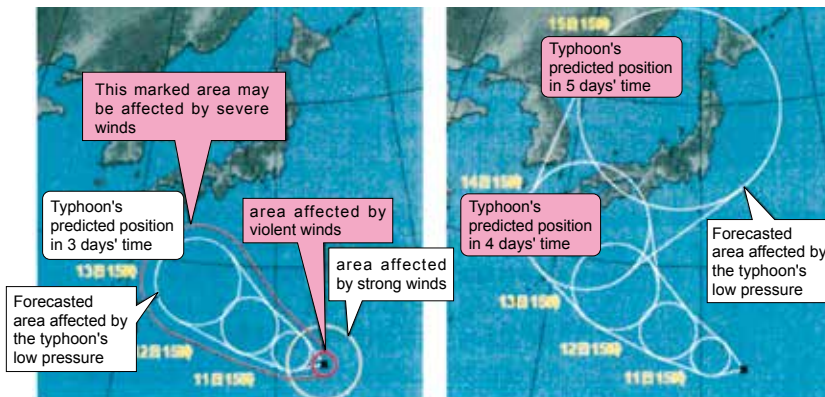 This marked area may
be affected by severe
winds
Typhoon's
predicted position
in 3 days' time
area affected by
violent winds
area affected
by strong winds
13日15時
Forecasted
area affected by
the typhoon's
low pressure
12日15時
11日15時
15日15時
Typhoon's
predicted position
in 5 days' time
14日15時
Typhoon's
predicted position
in 4 days' time
Forecasted
area affected by
the typhoon's
low pressure
13日15時
12日15時
11日15時